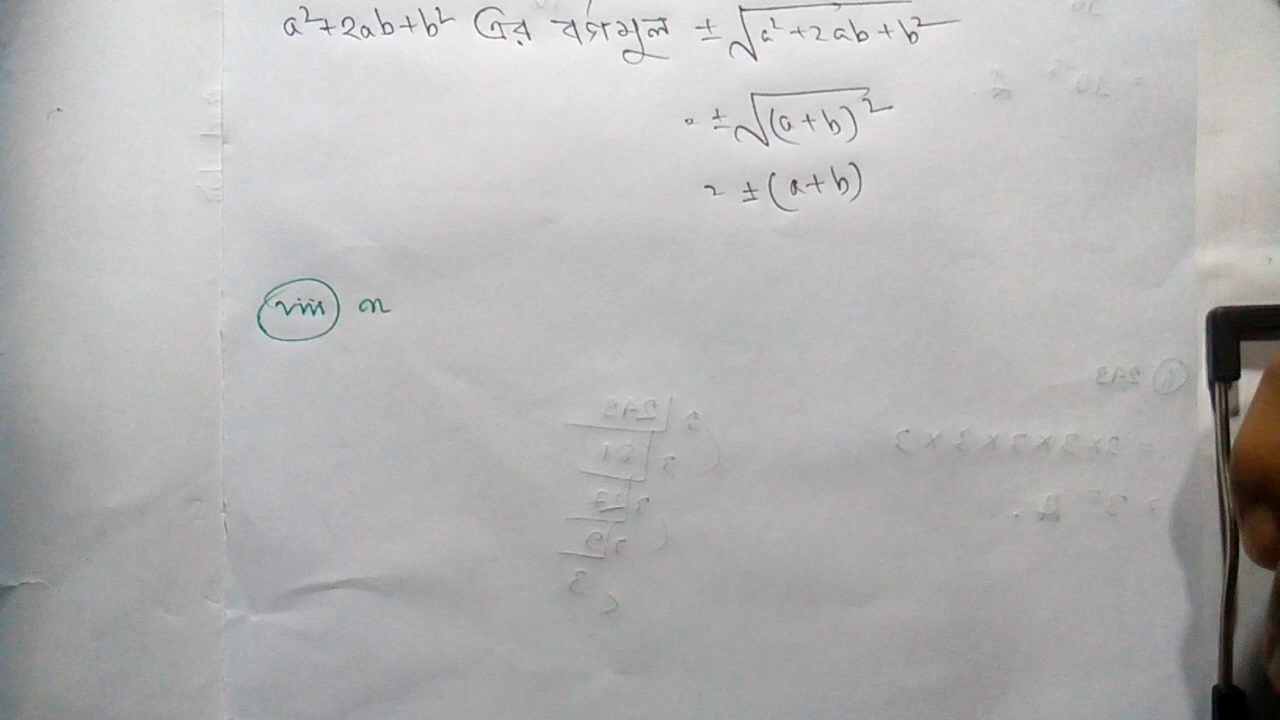 a²+2ab+b² এর বর্গমূল ± √a²+2ab+b²
= ±√(a+b)²
= ±(a+b)
viii x